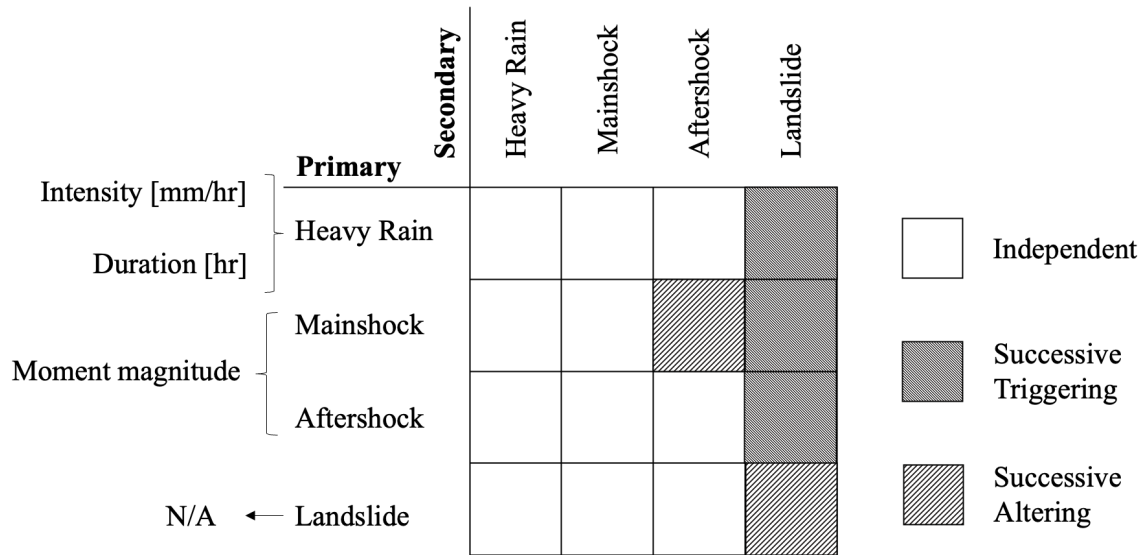 Secondary
Heavy Rain
Mainshock
Aftershock
Landslide
Primary
Intensity [mm/hr]
Heavy Rain
Duration [hr]
Mainshock
Moment magnitude
Aftershock
N/A
Landslide
Independent
Successive
Triggering
Successive
Altering